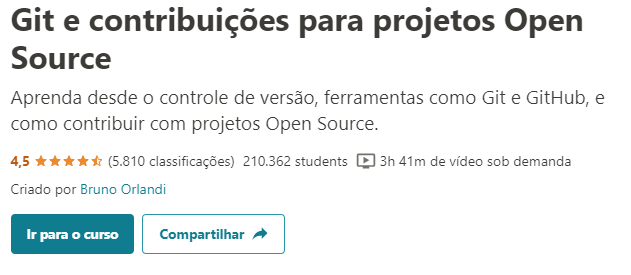 Git e contribuições para projetos Open
Source
Aprenda desde o controle de versão, ferramentas como Git e GitHub, e
como contribuir com projetos Open Source.
4,5 (5.810 classificações) 210.362 students 3h 41m de vídeo sob demanda
Criado por Bruno Orlandi
Ir para o curso Compartilhar